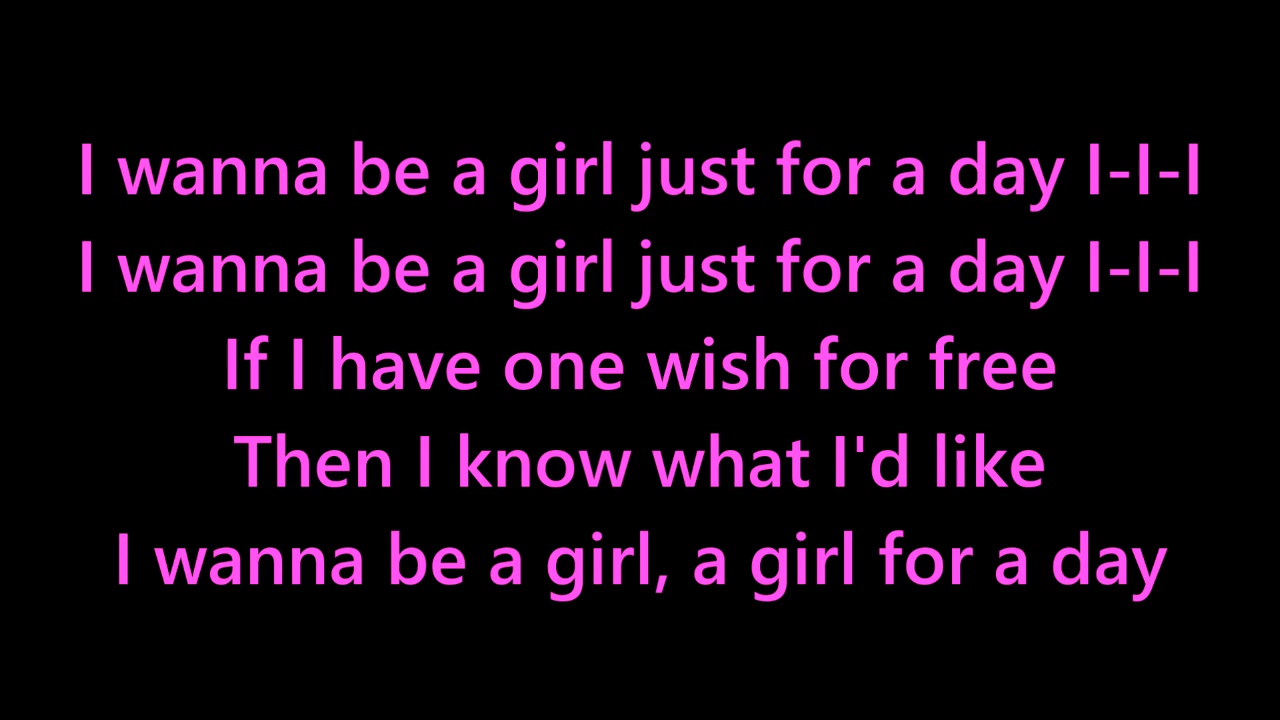 I wanna be a girl just for a day I-I-I
I wanna be a girl just for a day I-I-I
If I have one wish for free
Then I know what I'd like
I wanna be a girl, a girl for a day